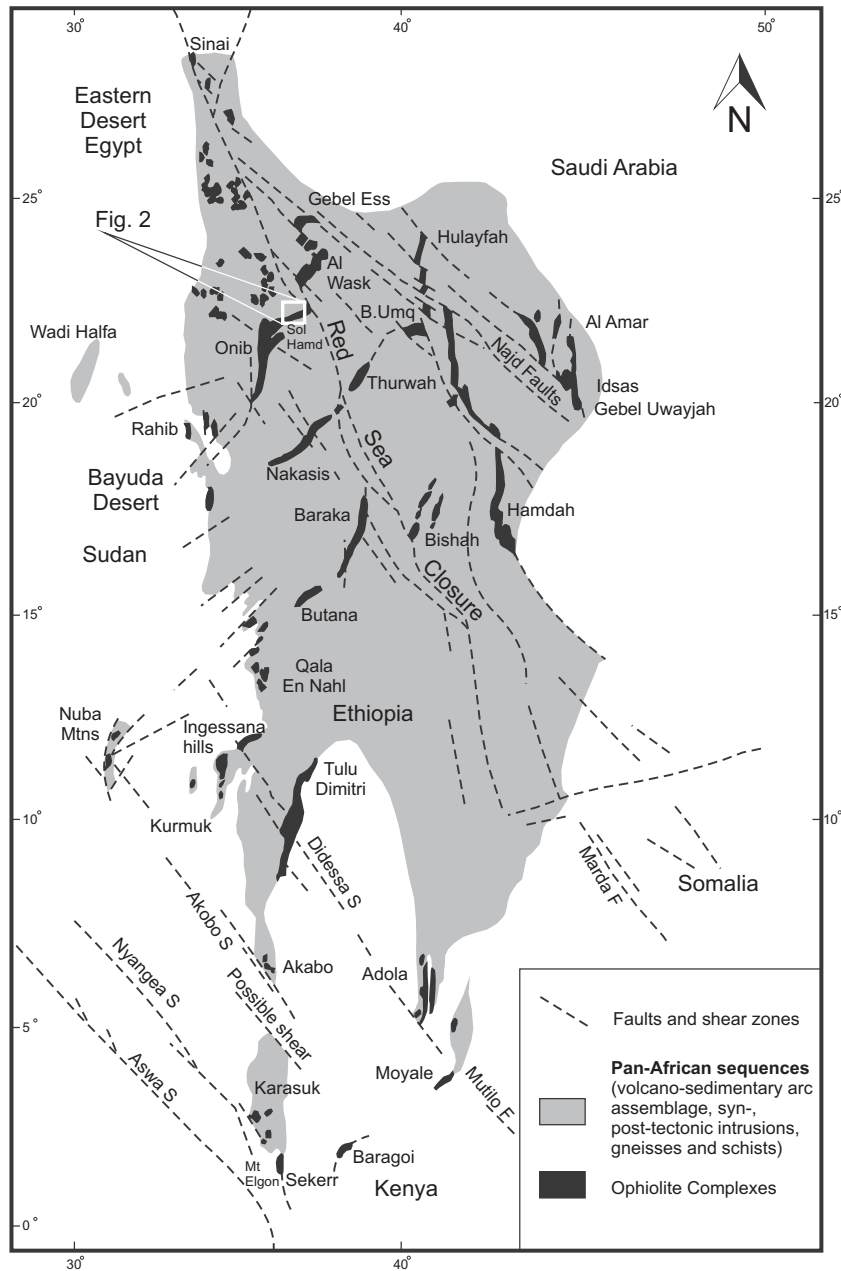 30°
40°
50°
Sinai
Eastern
Desert
Egypt
N
Saudi Arabia
25°
25°
Gebel Ess
Fig. 2
Hulayfah
Al
Wask
B.Umq
Al Amar
Wadi Halfa
Sol
Hamd
Red
Onib
Najd Faults
Thurwah
Idsas
Gebel Uwayjah
20°
20°
Rahib
Sea
Nakasis
Bayuda
Desert
Baraka
Hamdah
Bishah
Sudan
Closure
Butana
15°
15°
Qala
En Nahl
Ethiopia
Nuba
Mtns
Ingessana
hills
Tulu
Dimitri
10°
10°
Kurmuk
Didessa S
Marda F
Somalia
Akobo S
Nyangea S
Akabo
Adola
Possible shear
5°
5°
Aswa S
Moyale
Mutilo F
Karasuk
Baragoi
Mt
Elgon
Sekerr
Kenya
Faults and shear zones
Pan-African sequences
(volcano-sedimentary arc
assemblage, syn-,
post-tectonic intrusions,
gneisses and schists)
Ophiolite Complexes
0°
30°
40°